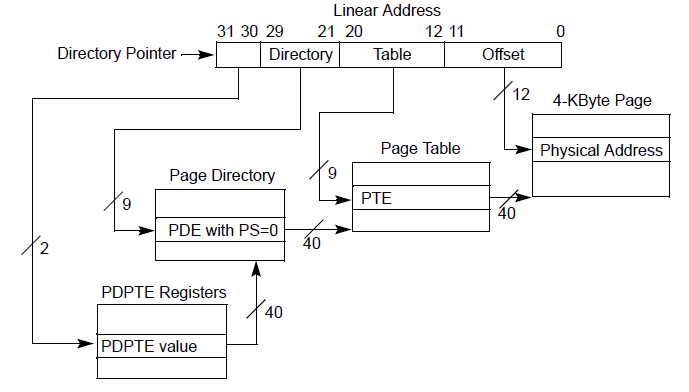 Linear Address
31 30 29 21 20 12 11 0
Directory Pointer Directory Table Offset
12
4-KByte Page
Page Table
Physical Address
9
Page Directory
PTE
9
40
PDE with PS=0
40
2
PDPTE Registers
40
PDPTE value